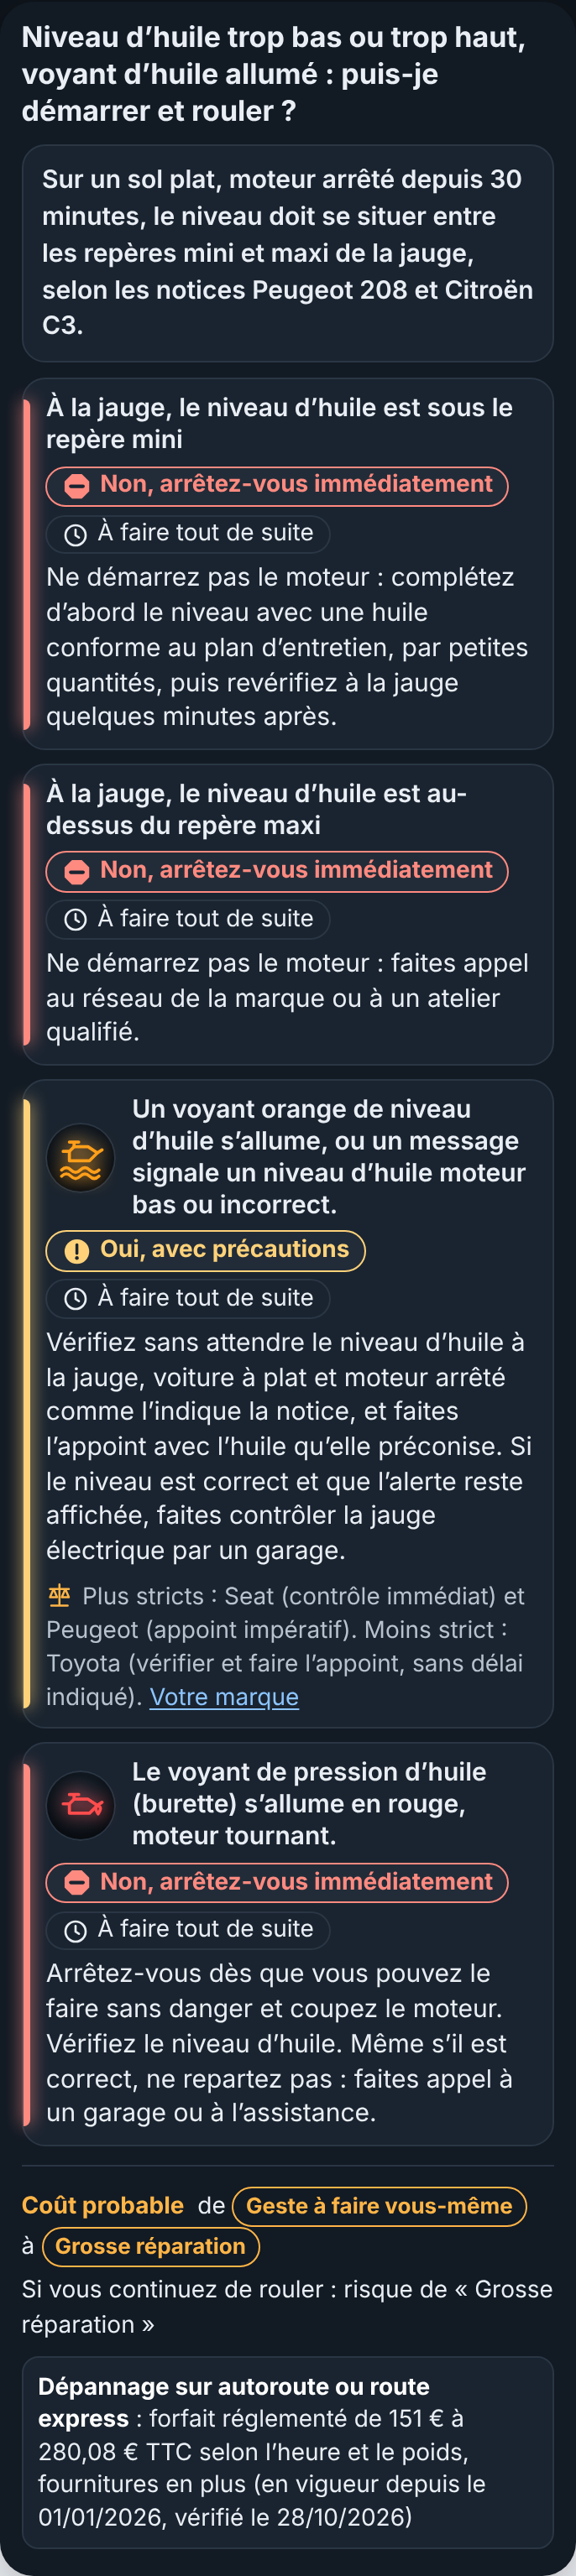 Niveau d’huile trop bas ou trop haut,
voyant d’huile allumé : puis-je
démarrer et rouler ?
Sur un sol plat, moteur arrêté depuis 30
minutes, le niveau doit se situer entre
les repères mini et maxi de la jauge,
selon les notices Peugeot 208 et Citroën
C3.
À la jauge, le niveau d’huile est sous le
repère mini
Non, arrêtez-vous immédiatement
À faire tout de suite
Ne démarrez pas le moteur : complétez
d’abord le niveau avec une huile
conforme au plan d’entretien, par petites
quantités, puis revérifiez à la jauge
quelques minutes après.
À la jauge, le niveau d’huile est au-
dessus du repère maxi
Non, arrêtez-vous immédiatement
À faire tout de suite
Ne démarrez pas le moteur : faites appel
au réseau de la marque ou à un atelier
qualifié.
Un voyant orange de niveau
d’huile s’allume, ou un message
signale un niveau d’huile moteur
bas ou incorrect.
Oui, avec précautions
À faire tout de suite
Vérifiez sans attendre le niveau d’huile à
la jauge, voiture à plat et moteur arrêté
comme l’indique la notice, et faites
l’appoint avec l’huile qu’elle préconise. Si
le niveau est correct et que l’alerte reste
affichée, faites contrôler la jauge
électrique par un garage.
Plus stricts : Seat (contrôle immédiat) et
Peugeot (appoint impératif). Moins strict :
Toyota (vérifier et faire l’appoint, sans délai
indiqué). Votre marque
Le voyant de pression d’huile
(burette) s’allume en rouge,
moteur tournant.
Non, arrêtez-vous immédiatement
À faire tout de suite
Arrêtez-vous dès que vous pouvez le
faire sans danger et coupez le moteur.
Vérifiez le niveau d’huile. Même s’il est
correct, ne repartez pas : faites appel à
un garage ou à l’assistance.
Coût probable de Geste à faire vous-même
à Grosse réparation
Si vous continuez de rouler : risque de « Grosse
réparation »
Dépannage sur autoroute ou route
express : forfait réglementé de 151 € à
280,08 € TTC selon l’heure et le poids,
fournitures en plus (en vigueur depuis le
01/01/2026, vérifié le 28/10/2026)